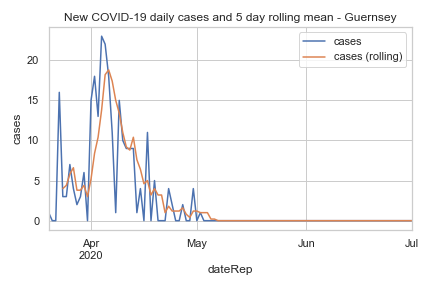 New COVID-19 daily cases and 5 day rolling mean - Guernsey
cases
cases (rolling)
20
15
10
5
0
cases
Apr
2020
May
Jun
Jul
dateRep